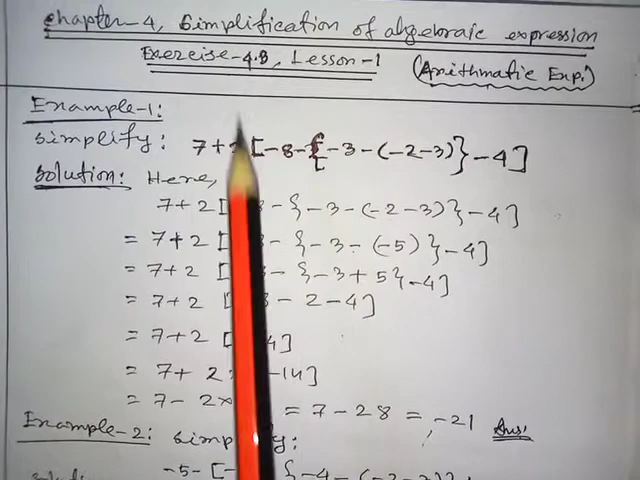 Chapter-4, Simplification of algebraic expression
Exercise-4.8, Lesson-1 (Arithmatic Exp.)
Example-1:
Simplify: 7+2[-8-{-3-(-2-3)}-4]
Solution: Here,
7+2[ - {-3-(-2-3)}-4]
= 7+2[ - {-3-(-5)}-4]
= 7+2 [ - {-3+5}-4]
= 7+2 [ - 2-4]
= 7+2 [ 4]
= 7+ 2 -14]
= 7- 2× = 7-28 = -21 Ans:
Example-2: Simplify:
-5-[- {-4-(-2-